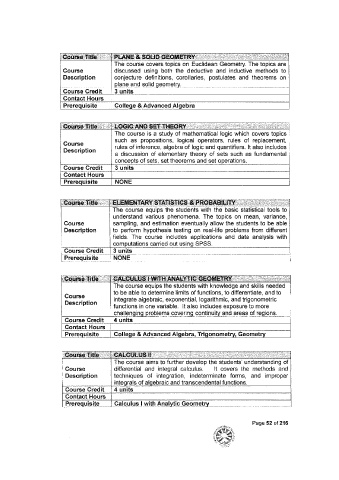 Course Title PLANE & SOLID GEOMETRY
The course covers topics on Euclidean Geometry. The topics are
Course discussed using both the deductive and inductive methods to
Description conjecture definitions, corollaries, postulates and theorems on
plane and solid geometry.
Course Credit 3 units
Contact Hours
Prerequisite College & Advanced Algebra
Course Title LOGIC AND SET THEORY
The course is a study of mathematical logic which covers topics
such as propositions, logical operators, rules of replacement,
Course rules of inference, algebra of logic and quantifiers. It also includes
Description a discussion of elementary theory of sets such as fundamental
concepts of sets, set theorems and set operations.
Course Credit 3 units
Contact Hours
Prerequisite NONE
Course Title ELEMENTARY STATISTICS & PROBABILITY
The course equips the students with the basic statistical tools to
understand various phenomena. The topics on mean, variance,
Course sampling, and estimation eventually allow the students to be able
Description to perform hypothesis testing on real-life problems from different
fields. The course includes applications and data analysis with
computations carried out using SPSS.
Course Credit 3 units
Prerequisite NONE
Course Title CALCULUS I WITH ANALYTIC GEOMETRY
The course equips the students with knowledge and skills needed
to be able to determine limits of functions, to differentiate, and to
Course integrate algebraic, exponential, logarithmic, and trigonometric
Description functions in one variable. It also includes exposure to more
challenging problems covering continuity and areas of regions.
Course Credit 4 units
Contact Hours
Prerequisite College & Advanced Algebra, Trigonometry, Geometry
Course Title CALCULUS II
The course aims to further develop the students' understanding of
Course differential and integral calculus. It covers the methods and
Description techniques of integration, indeterminate forms, and improper
integrals of algebraic and transcendental functions.
Course Credit 4 units
Contact Hours
Prerequisite Calculus I with Analytic Geometry
Page 52 of 216